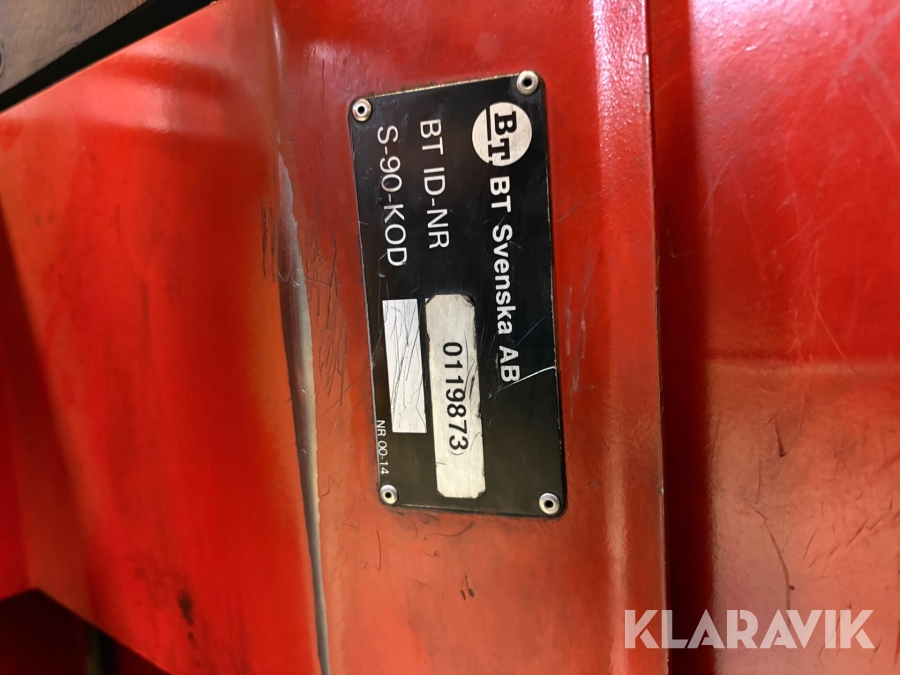 BT BT Svenska AB
BT ID-NR 0119873
S-90-KOD
NR 00-14
KLARAVIK